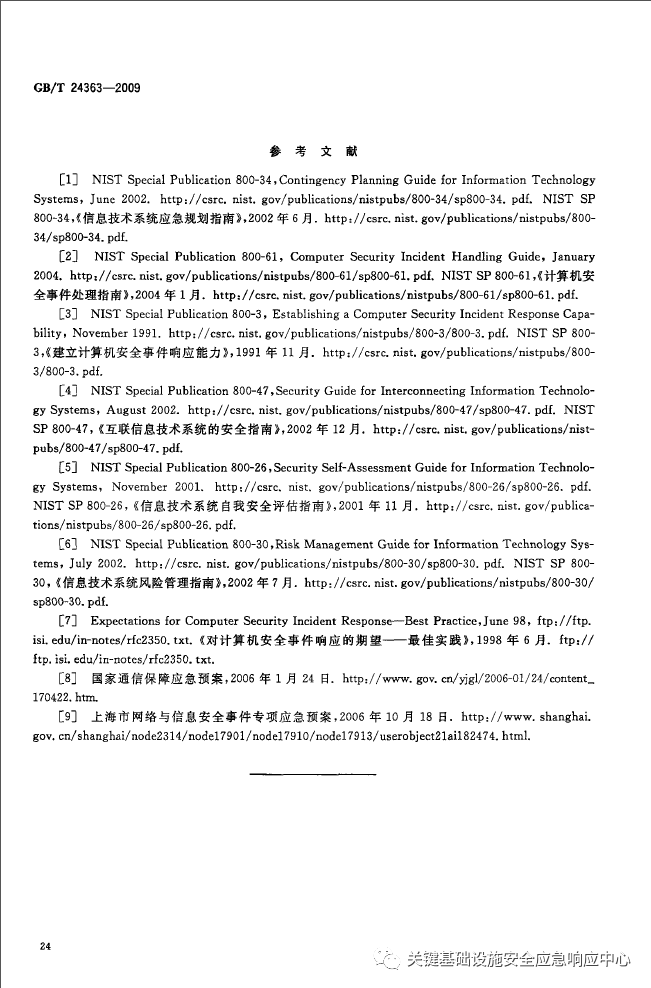 GB/T 24363—2009
参 考 文 献
[1] NIST Special Publication 800-34,Contingency Planning Guide for Information Technology
Systems, June 2002. http://csrc. nist. gov/publications/nistpubs/800-34/sp800-34. pdf. NIST SP
800-34,《信息技术系统应急规划指南》,2002 年 6 月. http://csrc. nist. gov/publications/nistpubs/800-
34/sp800-34. pdf.
[2] NIST Special Publication 800-61, Computer Security Incident Handling Guide, January
2004. http://csrc. nist. gov/publications/nistpubs/800-61/sp800-61. pdf. NIST SP 800-61,《计算机安
全事件处理指南》,2004 年 1 月. http://csrc. nist. gov/publications/nistpubs/800-61/sp800-61. pdf.
[3] NIST Special Publication 800-3, Establishing a Computer Security Incident Response Capa-
bility, November 1991. http://csrc. nist. gov/publications/nistpubs/800-3/800-3. pdf. NIST SP 800-
3,《建立计算机安全事件响应能力》,1991 年 11 月. http://csrc. nist. gov/publications/nistpubs/800-
3/800-3. pdf.
[4] NIST Special Publication 800-47,Security Guide for Interconnecting Information Technolo-
gy Systems, August 2002. http://csrc. nist. gov/publications/nistpubs/800-47/sp800-47. pdf. NIST
SP 800-47,《互联信息技术系统的安全指南》,2002 年 12 月. http://csrc. nist. gov/publications/nist-
pubs/800-47/sp800-47. pdf.
[5] NIST Special Publication 800-26,Security Self-Assessment Guide for Information Technolo-
gy Systems, November 2001. http://csrc. nist. gov/publications/nistpubs/800-26/sp800-26. pdf.
NIST SP 800-26,《信息技术系统自我安全评估指南》,2001 年 11 月. http://csrc. nist. gov/publica-
tions/nistpubs/800-26/sp800-26. pdf.
[6] NIST Special Publication 800-30,Risk Management Guide for Information Technology Sys-
tems, July 2002. http://csrc. nist. gov/publications/nistpubs/800-30/sp800-30. pdf. NIST SP 800-
30,《信息技术系统风险管理指南》,2002 年 7 月. http://csrc. nist. gov/publications/nistpubs/800-30/
sp800-30. pdf.
[7] Expectations for Computer Security Incident Response—Best Practice,June 98, ftp://ftp.
isi. edu/in-notes/rfc2350. txt.《对计算机安全事件响应的期望——最佳实践》,1998 年 6 月. ftp://
ftp. isi. edu/in-notes/rfc2350. txt.
[8] 国家通信保障应急预案,2006 年 1 月 24 日. http://www. gov. cn/yjgl/2006-01/24/content_
170422. htm.
[9] 上海市网络与信息安全事件专项应急预案,2006 年 10 月 18 日. http://www. shanghai.
gov. cn/shanghai/node2314/node17901/node17910/node17913/userobject21ai182474. html.
24
关键基础设施安全应急响应中心